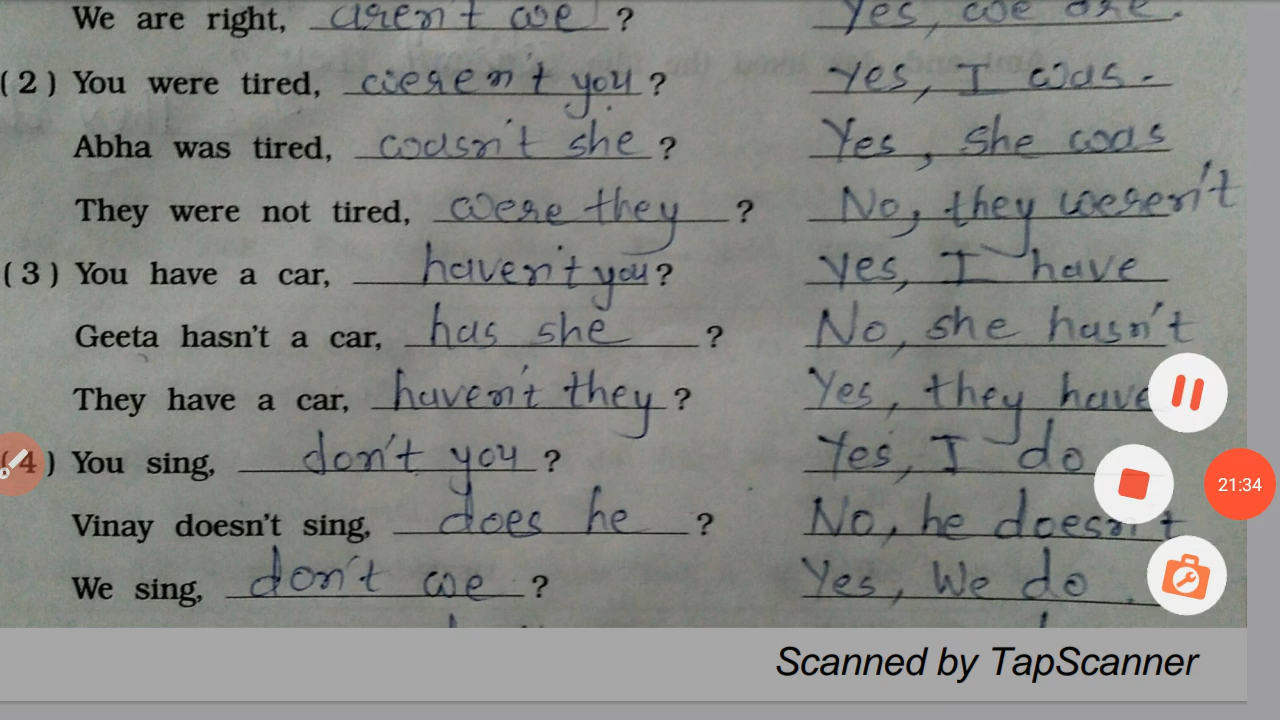 We are right, aren't we ? Yes, we are.
(2) You were tired, weren't you ? Yes, I was.
Abha was tired, wasn't she ? Yes, she was
They were not tired, were they ? No, they weren't
(3) You have a car, haven't you ? Yes, I have
Geeta hasn't a car, has she ? No, she hasn't
They have a car, haven't they ? Yes, they have
(4) You sing, don't you ? Yes, I do
Vinay doesn't sing, does he ? No, he doesn't
We sing, don't we ? Yes, We do.
21:34
Scanned by TapScanner